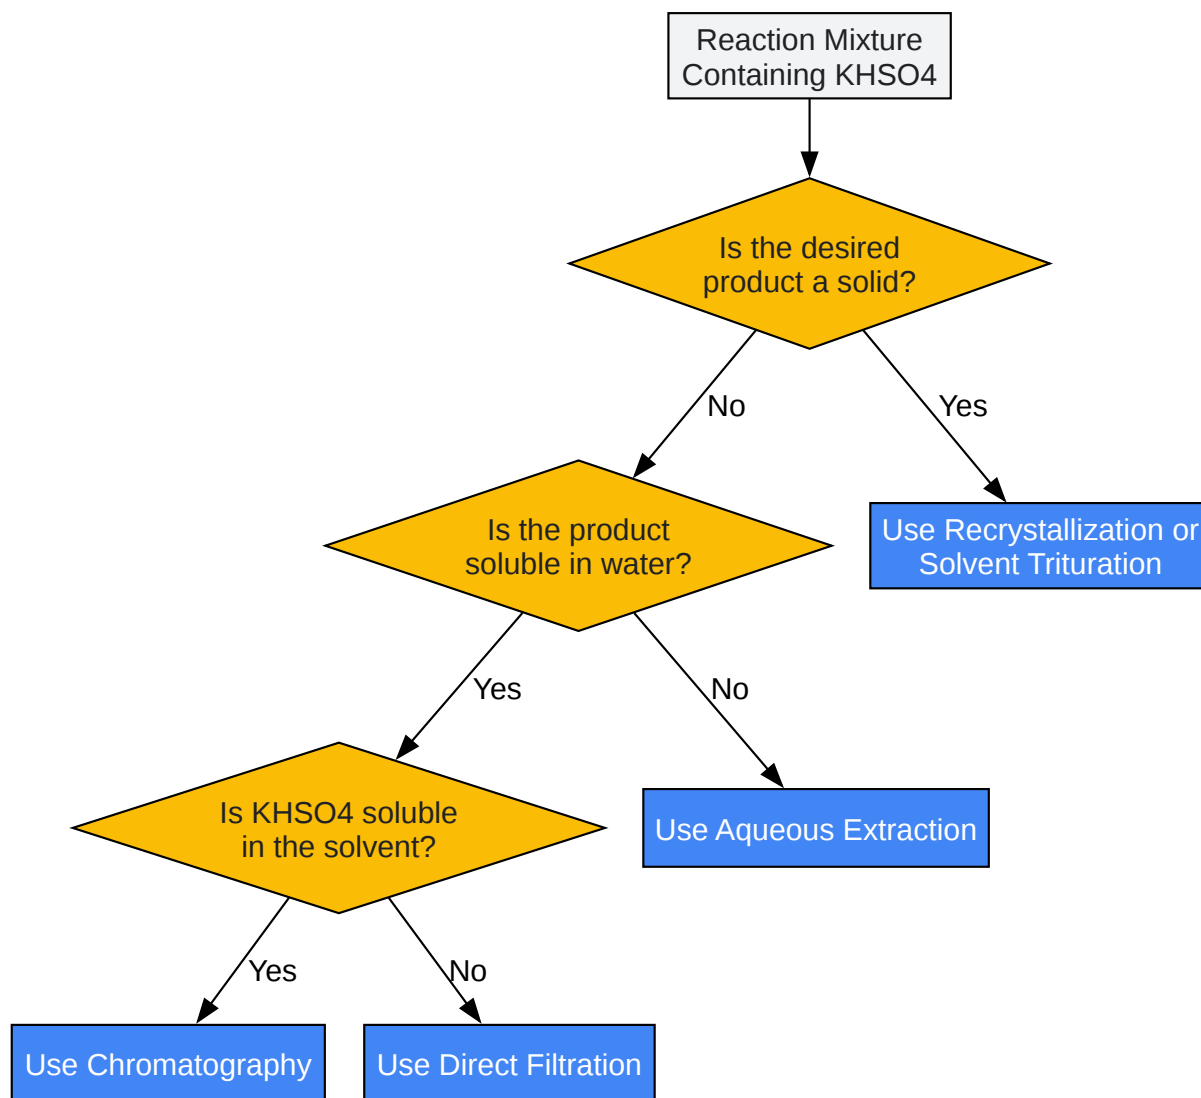 Reaction Mixture
Containing KHSO4
Is the desired
product a solid?
No
Yes
Is the product
soluble in water?
Use Recrystallization or
Solvent Trituration
Yes
No
Is KHSO4 soluble
in the solvent?
Use Aqueous Extraction
Yes
No
Use Chromatography
Use Direct Filtration